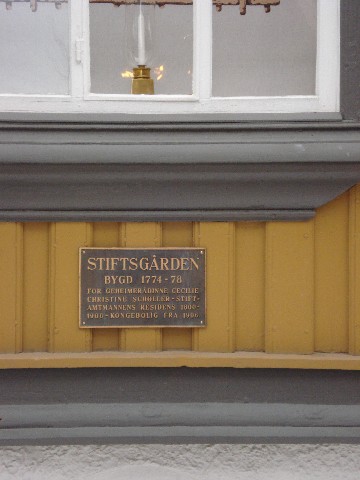 STIFTSGÅRDEN
BYGD 1774-78
FOR GEHEIMERÅDINNE CECILIE
CHRISTINE SCHØLLER-STIFT-
AMTMANNENS RESIDENS 1800-
1906-KONGEBOLIG FRA 1906